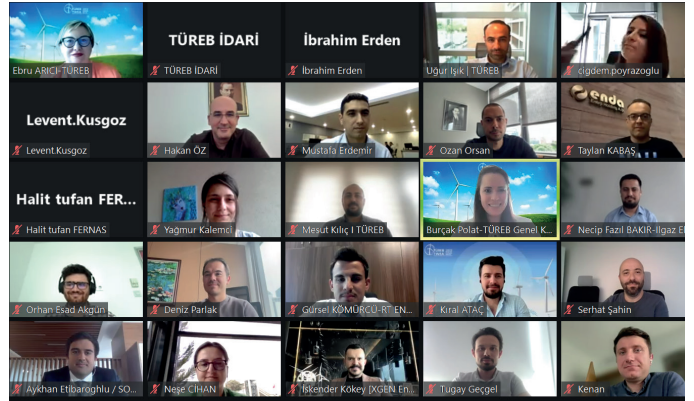 Ebru ARICI-TÜREB
TÜREB İDARİ
TÜREB İDARİ
İbrahim Erden
İbrahim Erden
Uğur Işık | TÜREB
cigdem.poyrazoglu
Levent.Kusgoz
Levent.Kusgoz
Hakan ÖZ
Mustafa Erdemir
Ozan Orsan
enda
Taylan KABAŞ
Halit tufan FER...
Halit tufan FERNAS
Yağmur Kalemci
Mesut Kılıç I TÜREB
Burçak Polat-TÜREB Genel K...
Necip Fazıl BAKIR-Ilgaz El
Orhan Esad Akgün
Deniz Parlak
Gürsel KÖMÜRCÜ-RT EN...
Kıral ATAÇ
Serhat Şahin
Aykhan Etibaroghlu / SO...
Neşe CİHAN
İskender Kökey [XGEN En...
Tugay Geçgel
Kenan